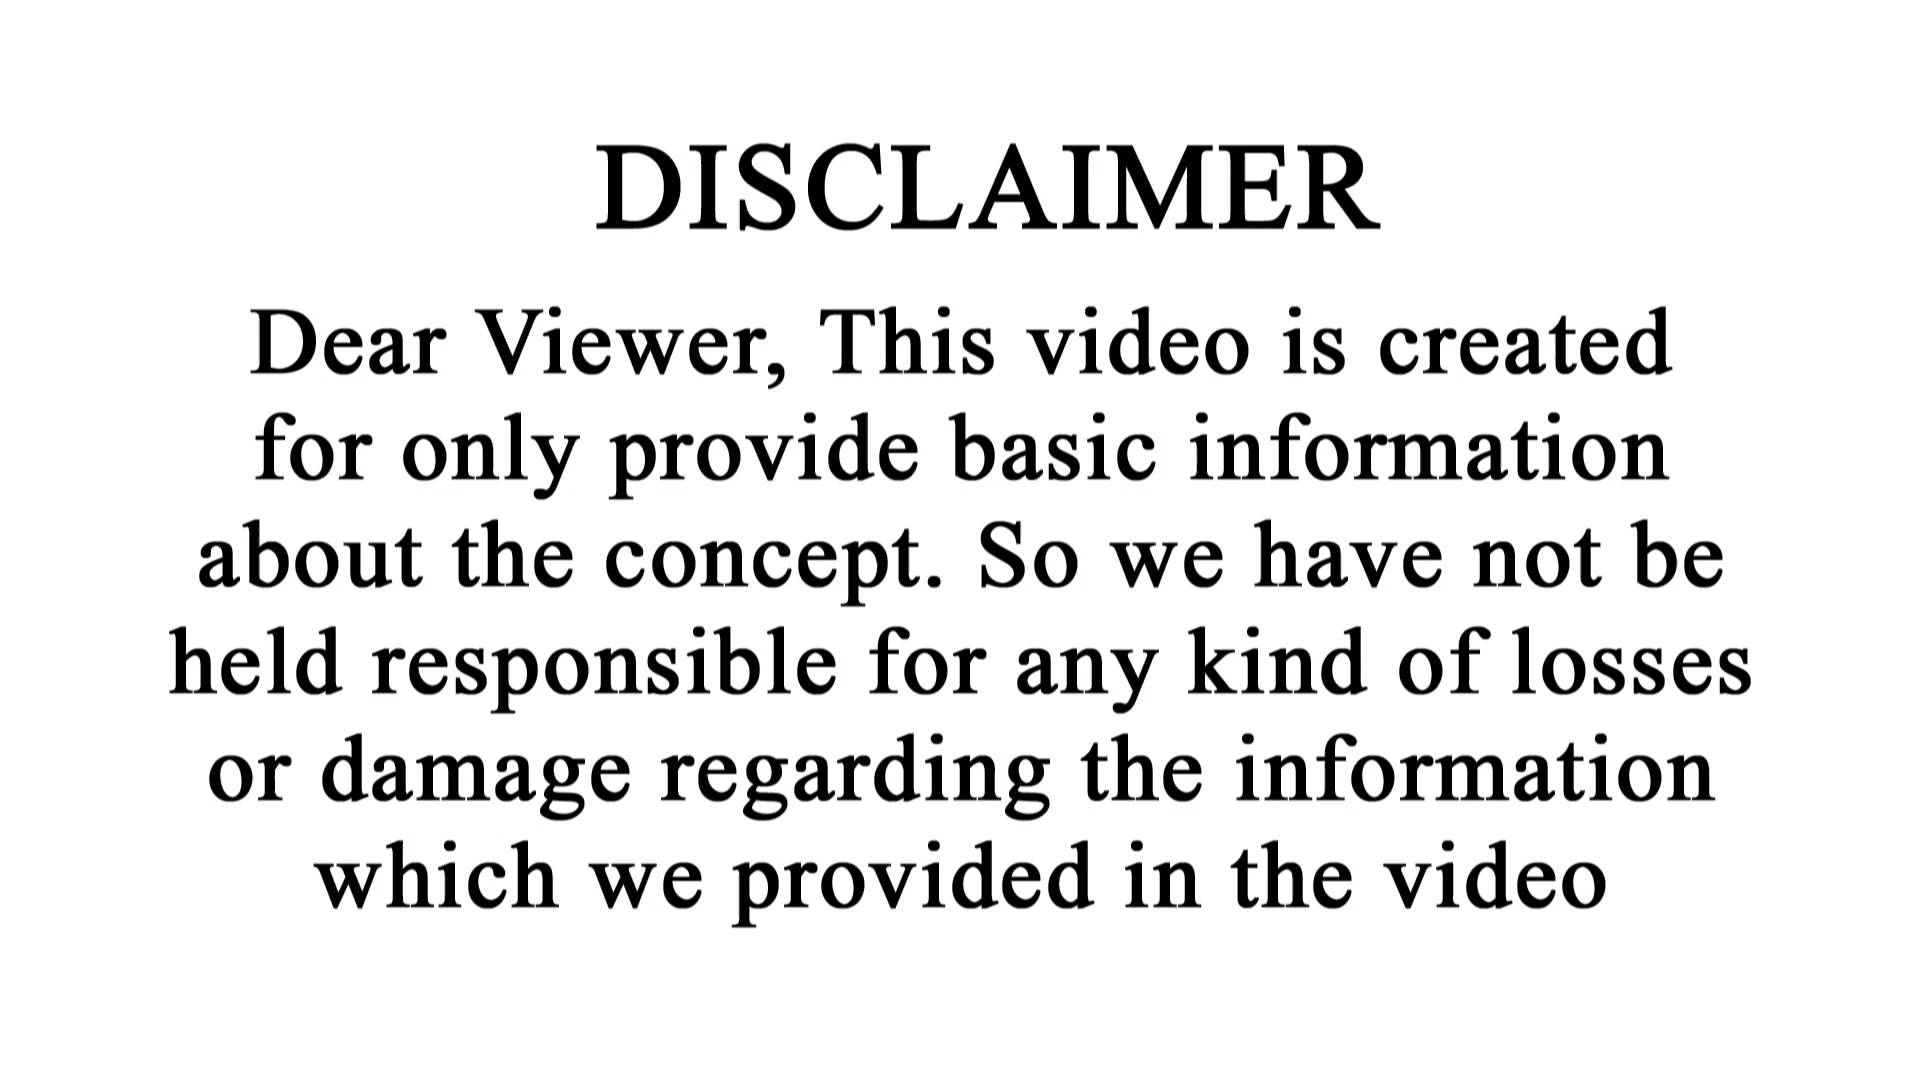 DISCLAIMER
Dear Viewer, This video is created
for only provide basic information
about the concept. So we have not be
held responsible for any kind of losses
or damage regarding the information
which we provided in the video